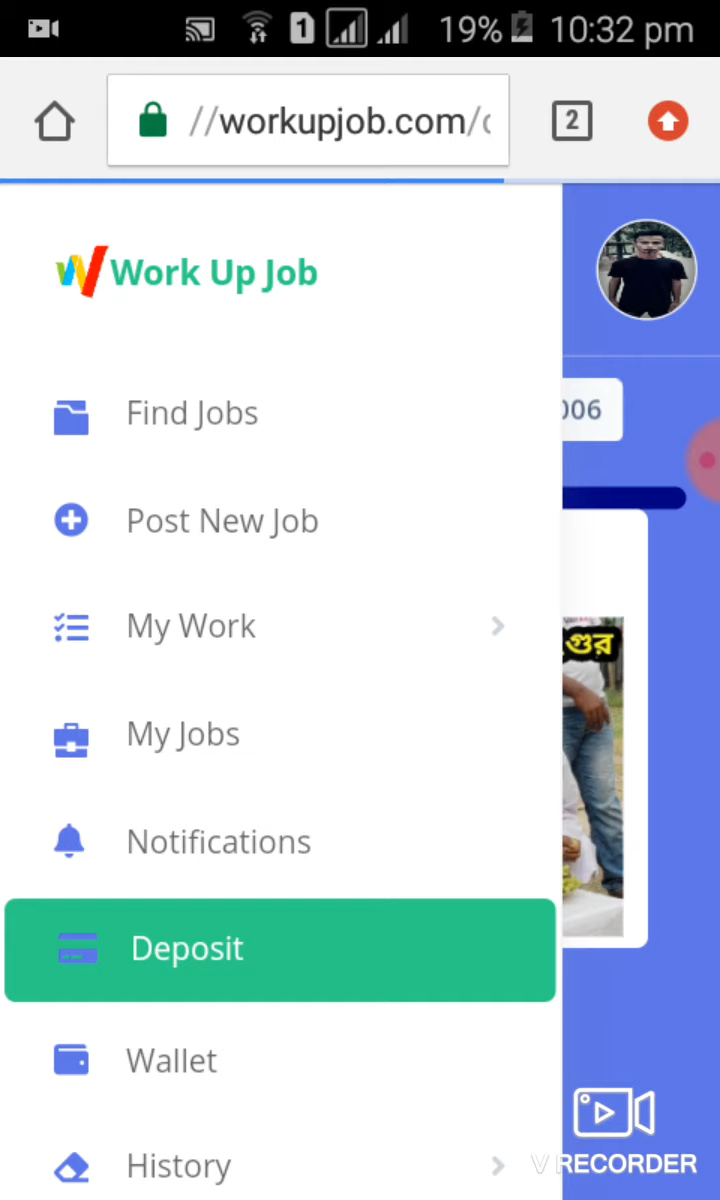 1 19% 10:32 pm
//workupjob.com/
2
Work Up Job
Find Jobs
006
Post New Job
My Work
গুর
My Jobs
Notifications
Deposit
Wallet
History
V RECORDER